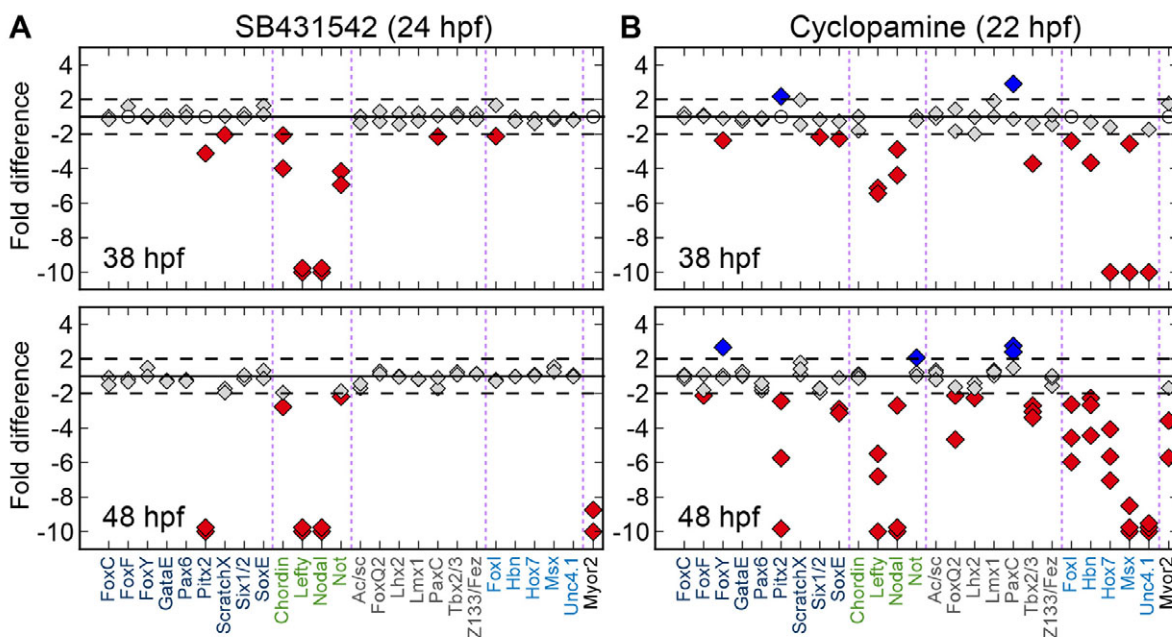 A SB431542 (24 hpf) B Cyclopamine (22 hpf)
Fold difference
4
2
-2
-4
-6
-8
-10
38 hpf
4
2
-2
-4
-6
-8
-10
38 hpf
Fold difference
4
2
-2
-4
-6
-8
-10
48 hpf
4
2
-2
-4
-6
-8
-10
48 hpf
FoxC
FoxF
FoxY
GataE
Pax6
Pitx2
ScratchX
Six1/2
SoxE
Chordin
Lefty
Nodal
Not
Ac/sc
FoxQ2
Lhx2
Lmx1
PaxC
Tbx2/3
Z133/Fez
FoxI
Hbn
Hox7
Msx
Unc4.1
Myor2
FoxC
FoxF
FoxY
GataE
Pax6
Pitx2
ScratchX
Six1/2
SoxE
Chordin
Lefty
Nodal
Not
Ac/sc
FoxQ2
Lhx2
Lmx1
PaxC
Tbx2/3
Z133/Fez
FoxI
Hbn
Hox7
Msx
Unc4.1
Myor2